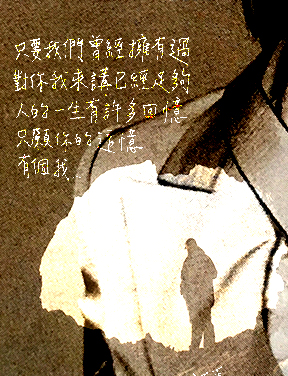 只要我們曾經擁有過
對你我來講已經足夠
人的一生有許多回憶
只願你的記憶
有個我